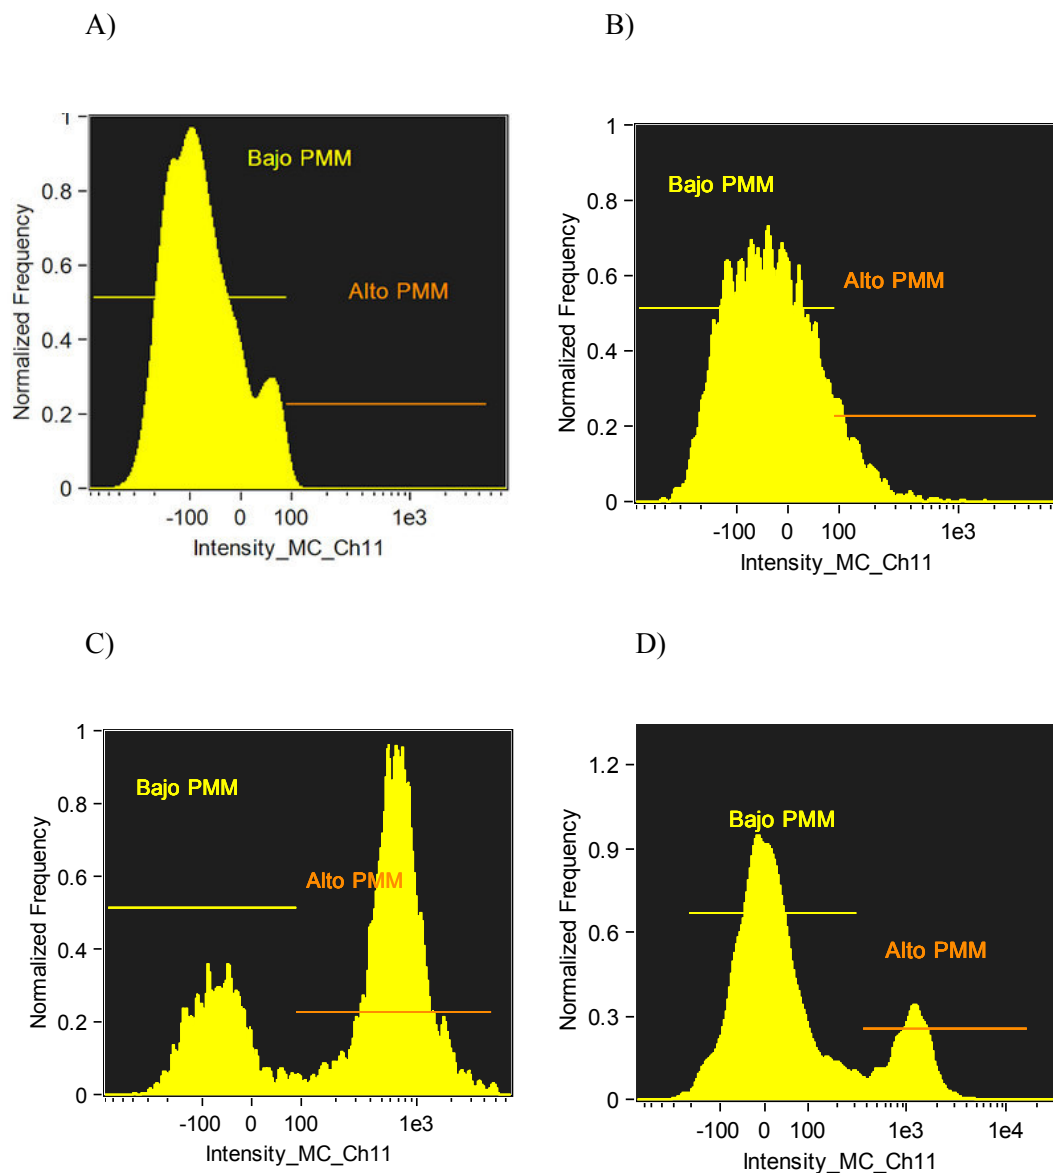 A)
B)
1
0.8
0.6
0.4
0.2
0
Normalized Frequency
Bajo PMM
Alto PMM
-100 0 100 1e3
Intensity_MC_Ch11
1
0.8
0.6
0.4
0.2
0
Normalized Frequency
Bajo PMM
Alto PMM
-100 0 100 1e3
Intensity_MC_Ch11
C)
D)
1
0.8
0.6
0.4
0.2
0
Normalized Frequency
Bajo PMM
Alto PMM
-100 0 100 1e3
Intensity_MC_Ch11
1.2
0.9
0.6
0.3
0
Normalized Frequency
Bajo PMM
Alto PMM
-100 0 100 1e3 1e4
Intensity_MC_Ch11